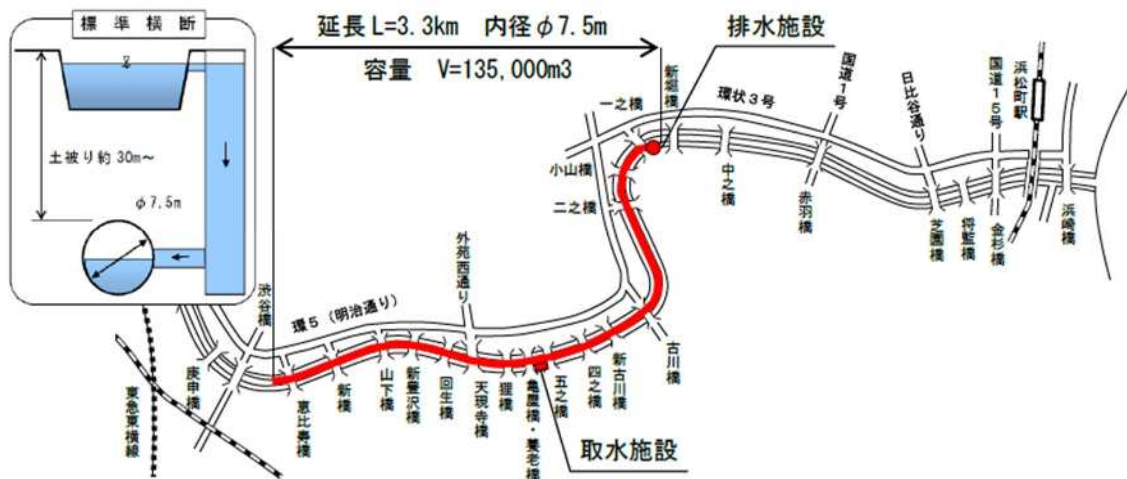 標準横断
延長 L=3.3km 内径φ7.5m
容量 V=135,000m3
排水施設
土被り約30m～
φ7.5m
一之橋
新堀橋
環状3号
国道1号
日比谷通り
国道15号
浜松町駅
小山橋
二之橋
中之橋
赤羽橋
芝園橋
将監橋
金杉橋
浜崎橋
渋谷橋
環5（明治通り）
外苑西通り
古川橋
庚申橋
恵比寿橋
新橋
山下橋
新豊沢橋
回生橋
天現寺橋
狸橋
亀屋橋・養老橋
五之橋
四之橋
新古川橋
東急東横線
取水施設